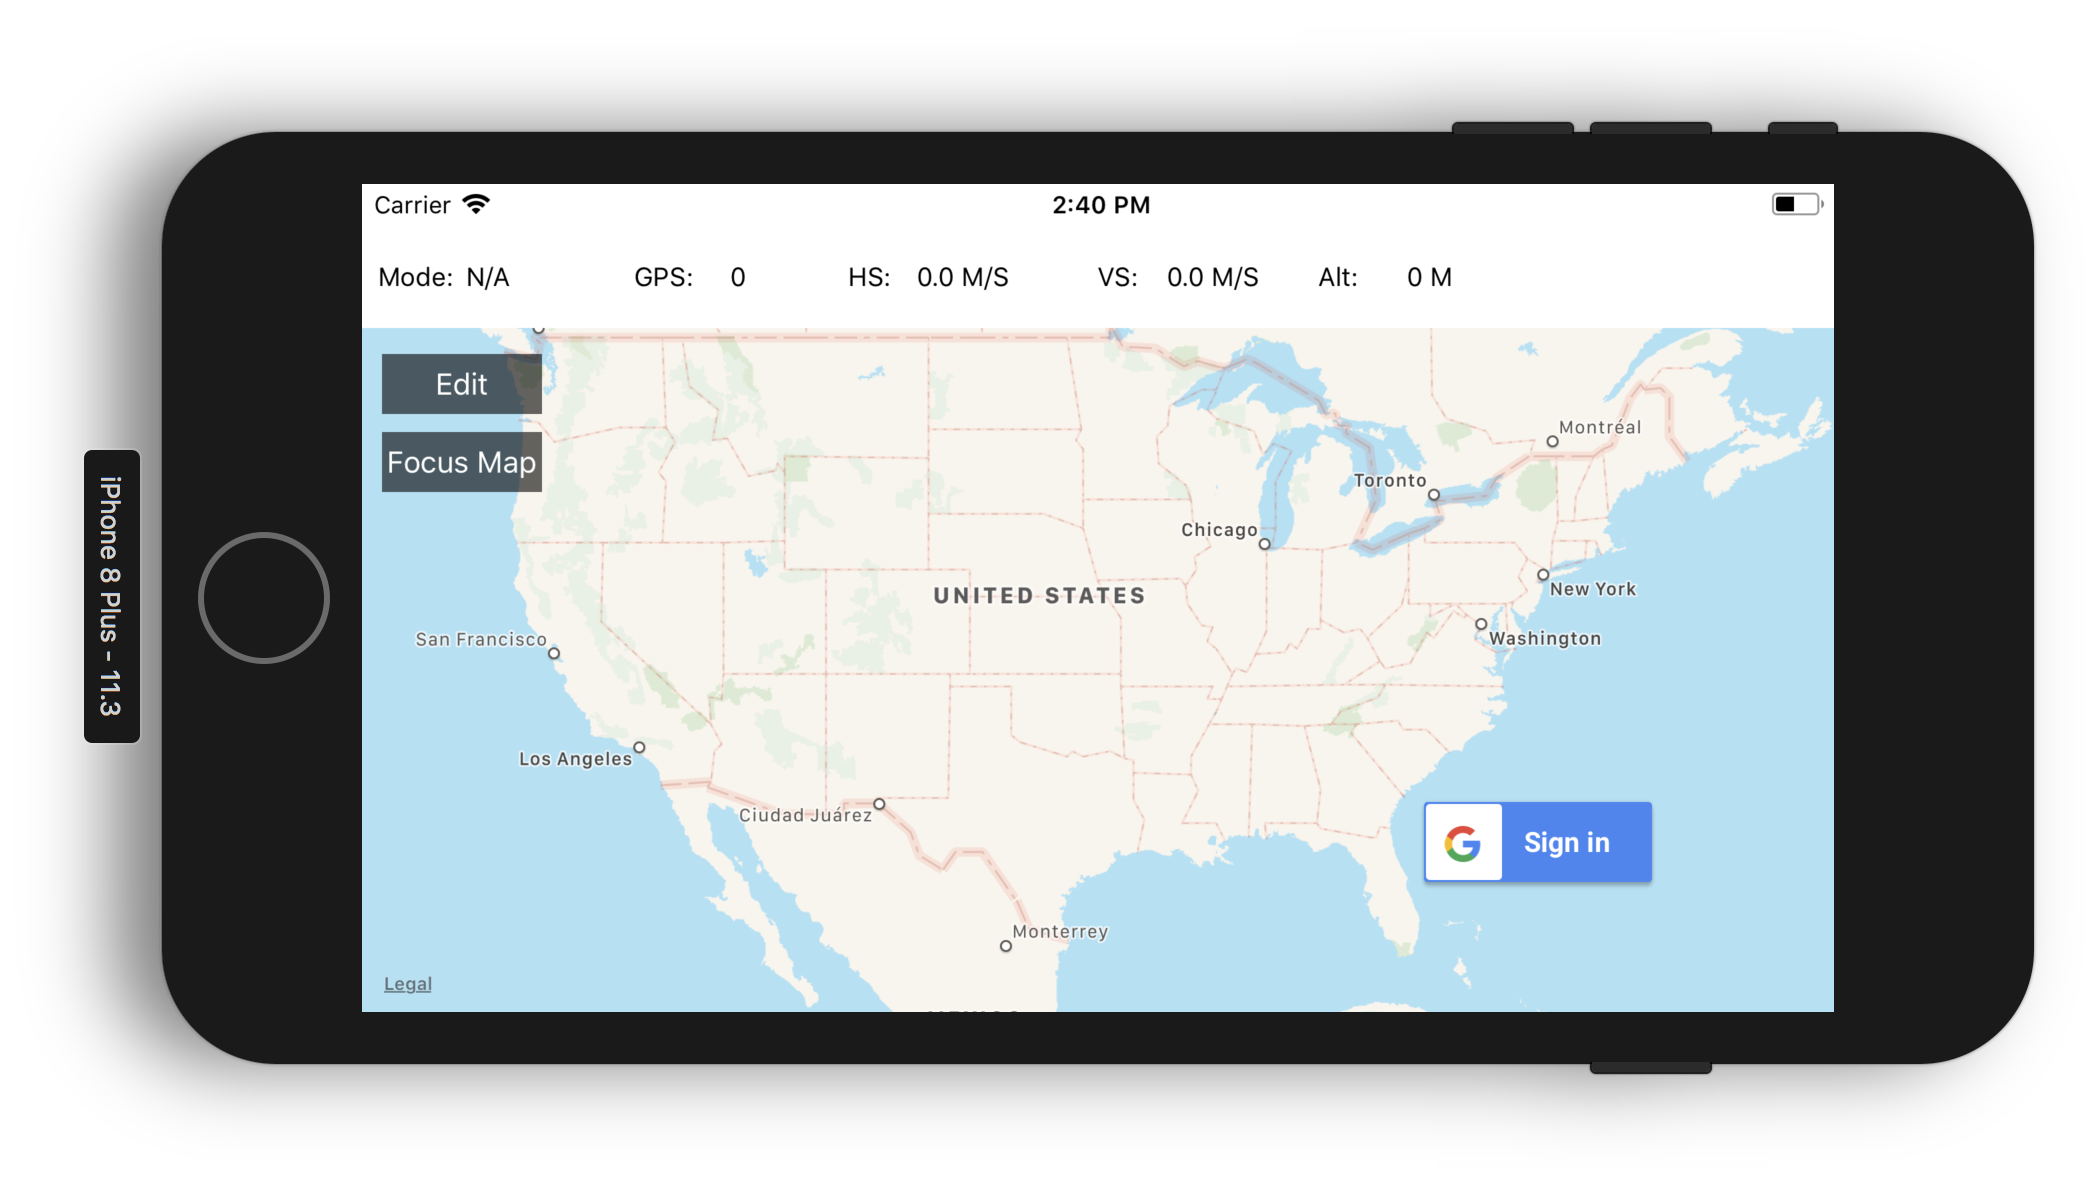 iPhone 8 Plus – 11.3
Carrier
2:40 PM
Mode: N/A GPS: 0 HS: 0.0 M/S VS: 0.0 M/S Alt: 0 M
Edit
Focus Map
Montréal
Toronto
Chicago
New York
UNITED STATES
Washington
San Francisco
Los Angeles
Ciudad Juárez
Sign in
Monterrey
Legal